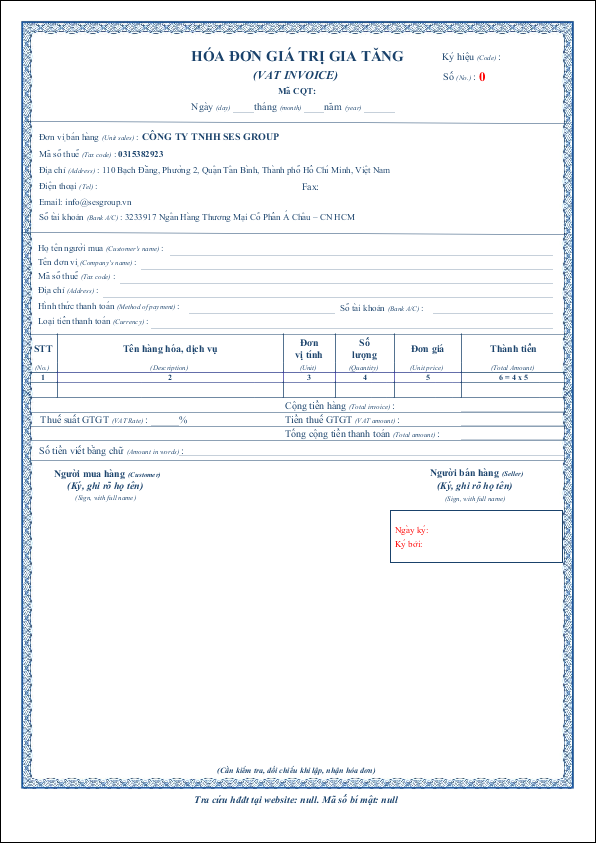 HÓA ĐƠN GIÁ TRỊ GIA TĂNG
(VAT INVOICE)
Mã CQT:
Ngày (day) ____tháng (month) ____năm (year) ______
Ký hiệu (Code) :
Số (No.) : 0
Đơn vị bán hàng (Unit sales) : CÔNG TY TNHH SES GROUP
Mã số thuế (Tax code) : 0315382923
Địa chỉ (Address) : 110 Bạch Đằng, Phường 2, Quận Tân Bình, Thành phố Hồ Chí Minh, Việt Nam
Điện thoại (Tel) : Fax:
Email: info@sesgroup.vn
Số tài khoản (Bank A/C) : 3233917 Ngân Hàng Thương Mại Cổ Phần Á Châu – CN HCM
Họ tên người mua (Customer's name) :
Tên đơn vị (Company's name) :
Mã số thuế (Tax code) :
Địa chỉ (Address) :
Hình thức thanh toán (Method of payment) : Số tài khoản (Bank A/C) :
Loại tiền thanh toán (Currency) :
STT Tên hàng hóa, dịch vụ Đơn vị tính Số lượng Đơn giá Thành tiền
(No.) (Description) (Unit) (Quantity) (Unit price) (Total Amount)
1 2 3 4 5 6 = 4 x 5
Cộng tiền hàng (Total invoice) :
Thuế suất GTGT (VAT Rate) : ______% Tiền thuế GTGT (VAT amount) :
Tổng cộng tiền thanh toán (Total amount) :
Số tiền viết bằng chữ (Amount in words) :
Người mua hàng (Customer) Người bán hàng (Seller)
(Ký, ghi rõ họ tên) (Ký, ghi rõ họ tên)
(Sign, with full name) (Sign, with full name)
Ngày ký:
Ký bởi:
(Cần kiểm tra, đối chiếu khi lập, nhận hóa đơn)
Tra cứu hđđt tại website: null. Mã số bí mật: null